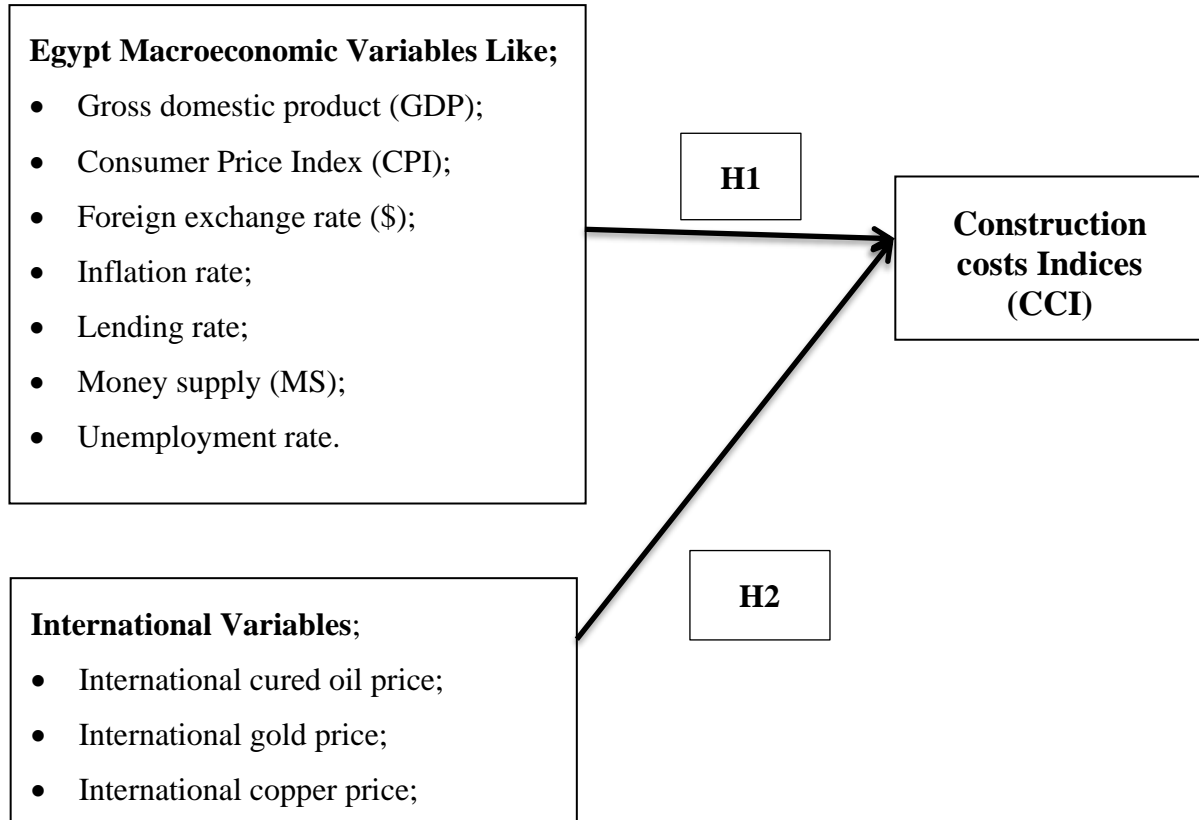 Egypt Macroeconomic Variables Like;
• Gross domestic product (GDP);
• Consumer Price Index (CPI);
• Foreign exchange rate ($);
• Inflation rate;
• Lending rate;
• Money supply (MS);
• Unemployment rate.
H1
Construction
costs Indices
(CCI)
International Variables;
• International cured oil price;
• International gold price;
• International copper price;
H2